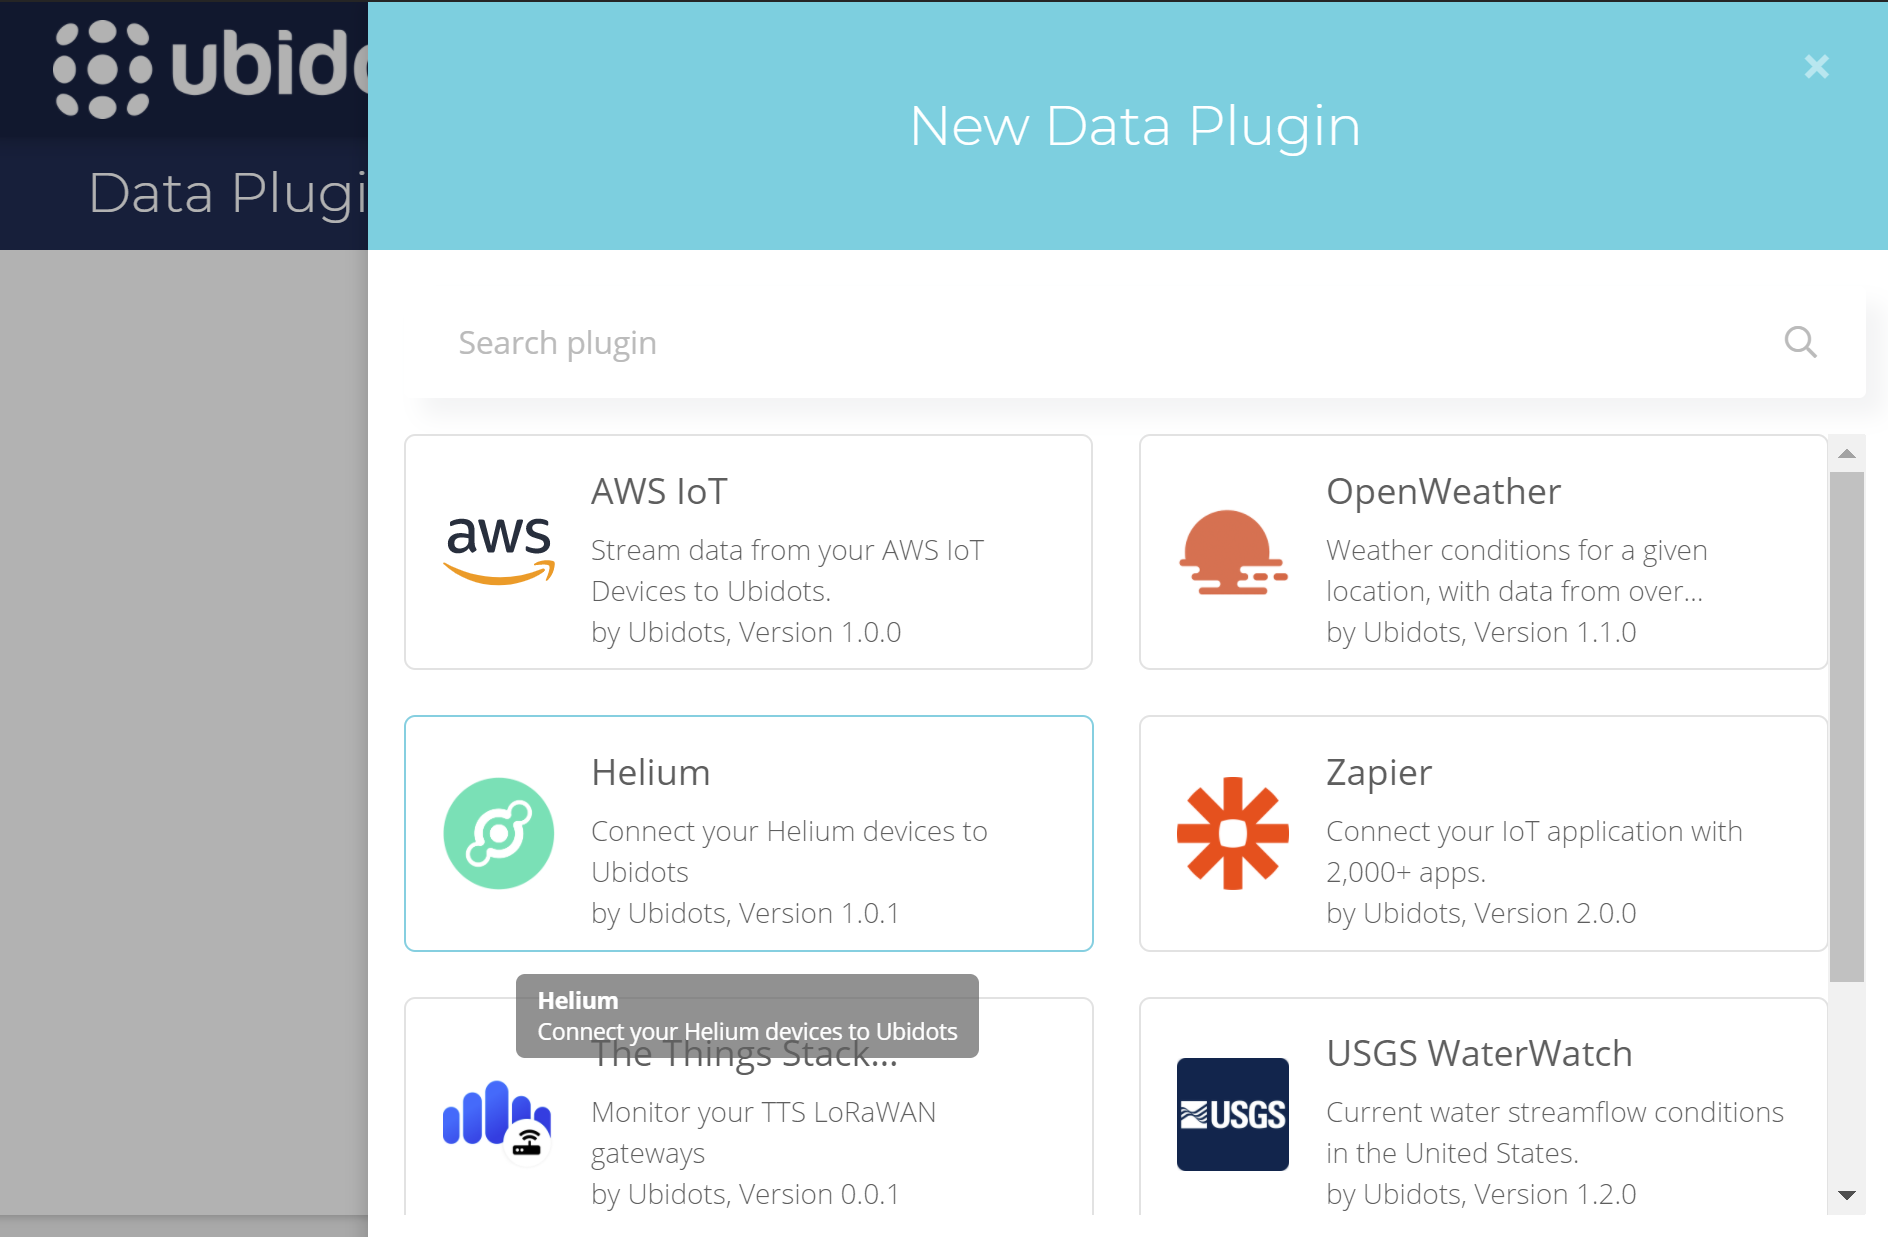 ubido
Data Plugi
New Data Plugin
Search plugin
aws
AWS IoT
Stream data from your AWS IoT
Devices to Ubidots.
by Ubidots, Version 1.0.0
OpenWeather
Weather conditions for a given
location, with data from over...
by Ubidots, Version 1.1.0
Helium
Connect your Helium devices to
Ubidots
by Ubidots, Version 1.0.1
Zapier
Connect your IoT application with
2,000+ apps.
by Ubidots, Version 2.0.0
Helium
Connect your Helium devices to Ubidots
The Things Stack...
Monitor your TTS LoRaWAN
gateways
by Ubidots, Version 0.0.1
USGS
USGS WaterWatch
Current water streamflow conditions
in the United States.
by Ubidots, Version 1.2.0